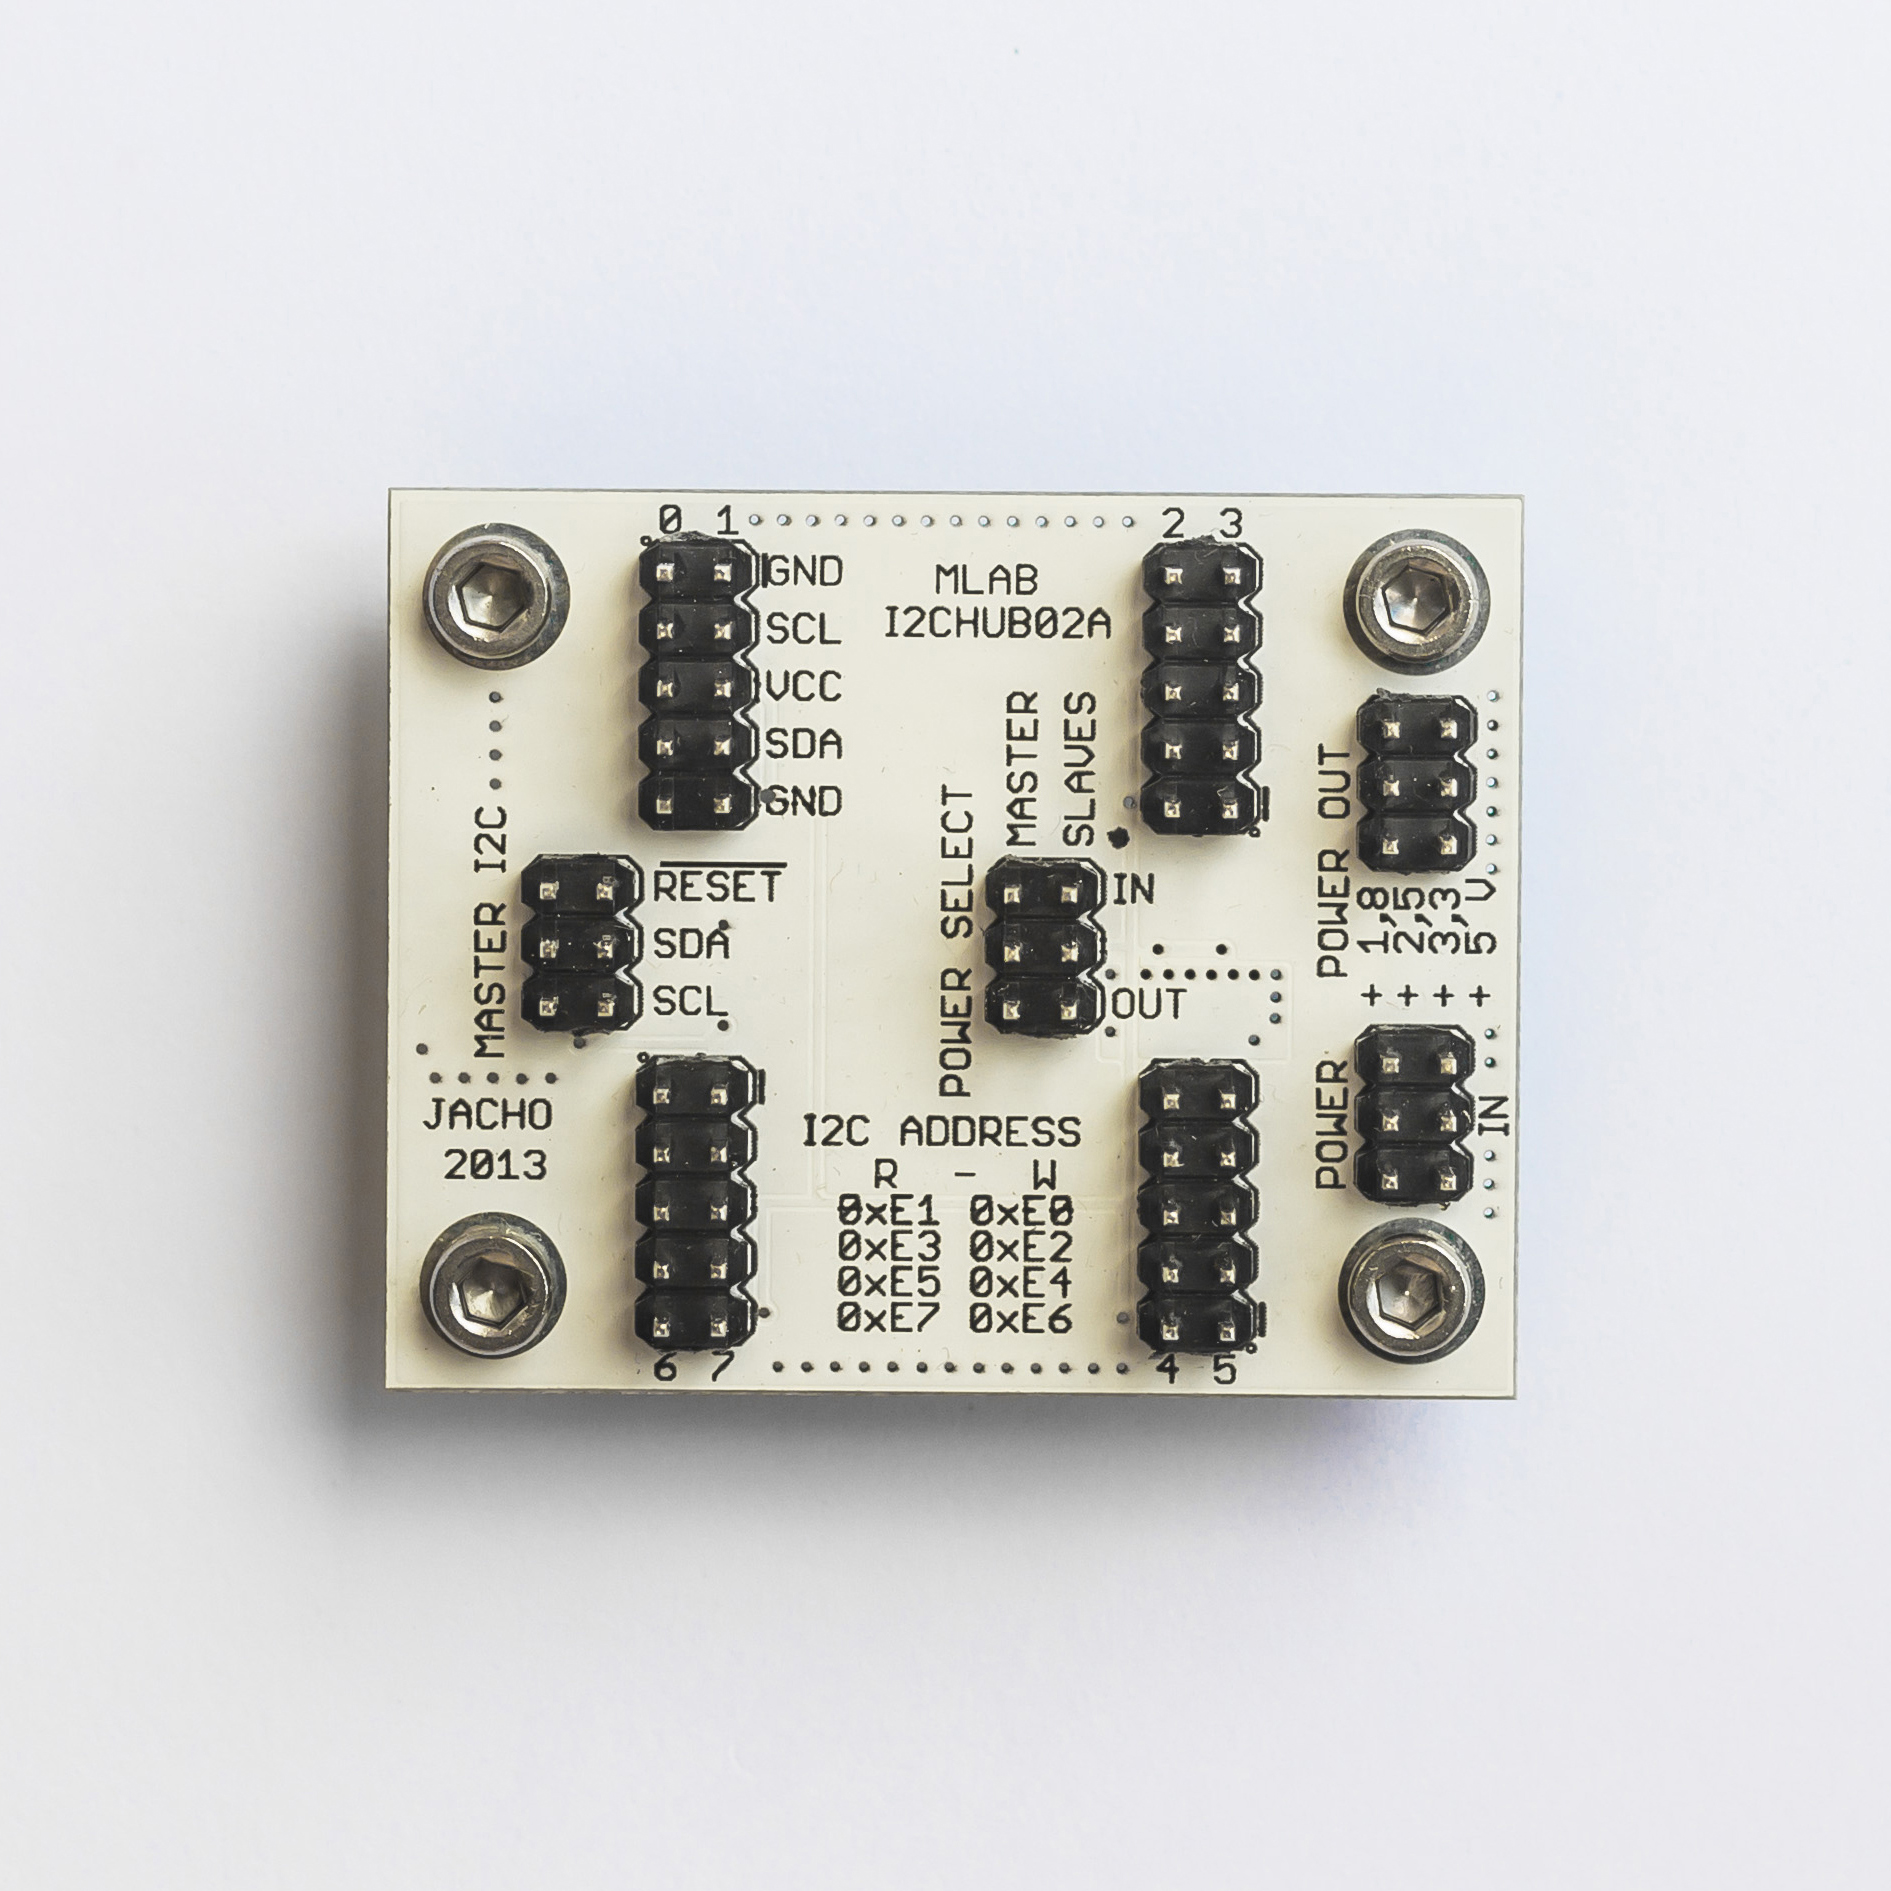 0 1
2 3
GND
SCL
VCC
SDA
GND
MLAB
I2CHUB02A
MASTER
SLAVES
POWER SELECT
IN
OUT
MASTER I2C
RESET
SDA
SCL
POWER OUT
1,8
2,5
3,3
5 V
+ + + +
POWER
IN
JACHO
2013
I2C ADDRESS
R - W
0xE1 0xE0
0xE3 0xE2
0xE5 0xE4
0xE7 0xE6
6 7
4 5